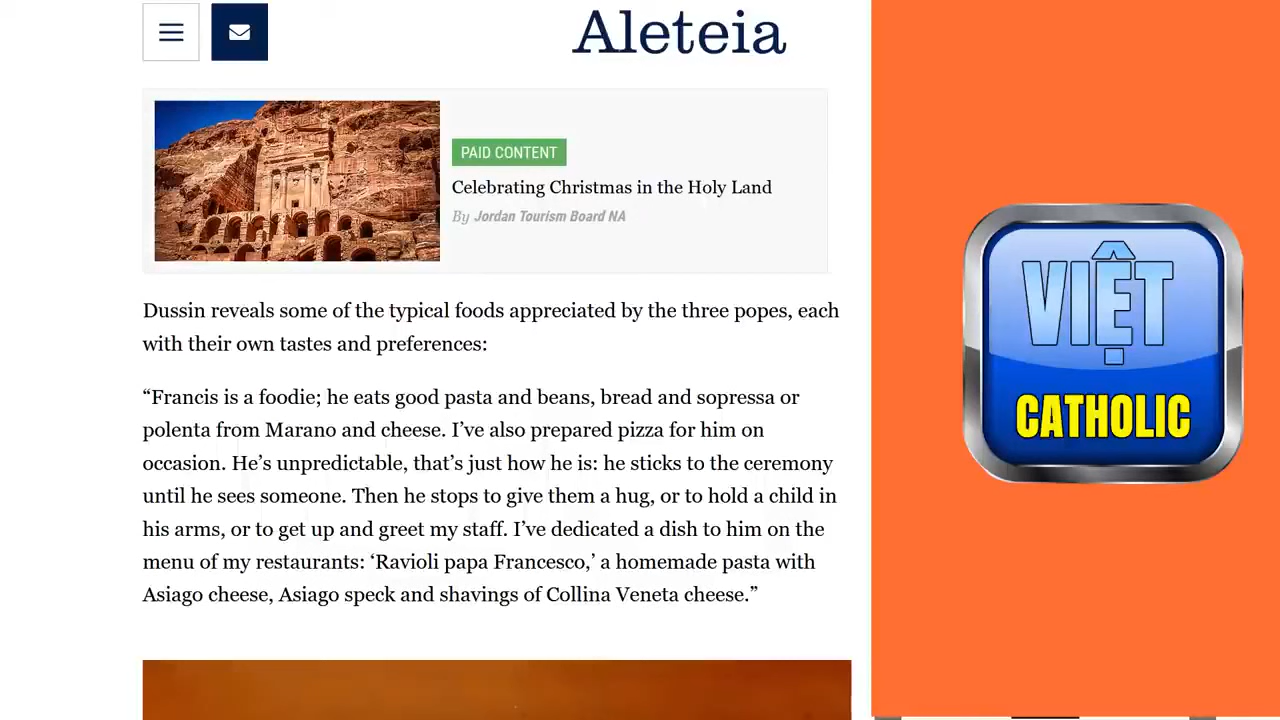 Aleteia
PAID CONTENT
Celebrating Christmas in the Holy Land
By Jordan Tourism Board NA
Dussin reveals some of the typical foods appreciated by the three popes, each
with their own tastes and preferences:
“Francis is a foodie; he eats good pasta and beans, bread and sopressa or
polenta from Marano and cheese. I’ve also prepared pizza for him on
occasion. He’s unpredictable, that’s just how he is: he sticks to the ceremony
until he sees someone. Then he stops to give them a hug, or to hold a child in
his arms, or to get up and greet my staff. I’ve dedicated a dish to him on the
menu of my restaurants: ‘Ravioli papa Francesco,’ a homemade pasta with
Asiago cheese, Asiago speck and shavings of Collina Veneta cheese.”
VIỆT
CATHOLIC